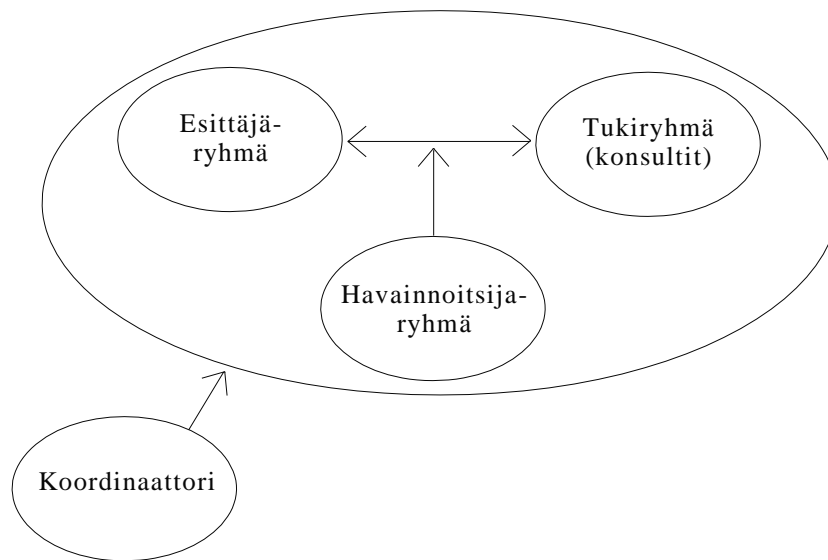 Esittäjä-
ryhmä
Tukiryhmä
(konsultit)
Havainnoitsija-
ryhmä
Koordinaattori